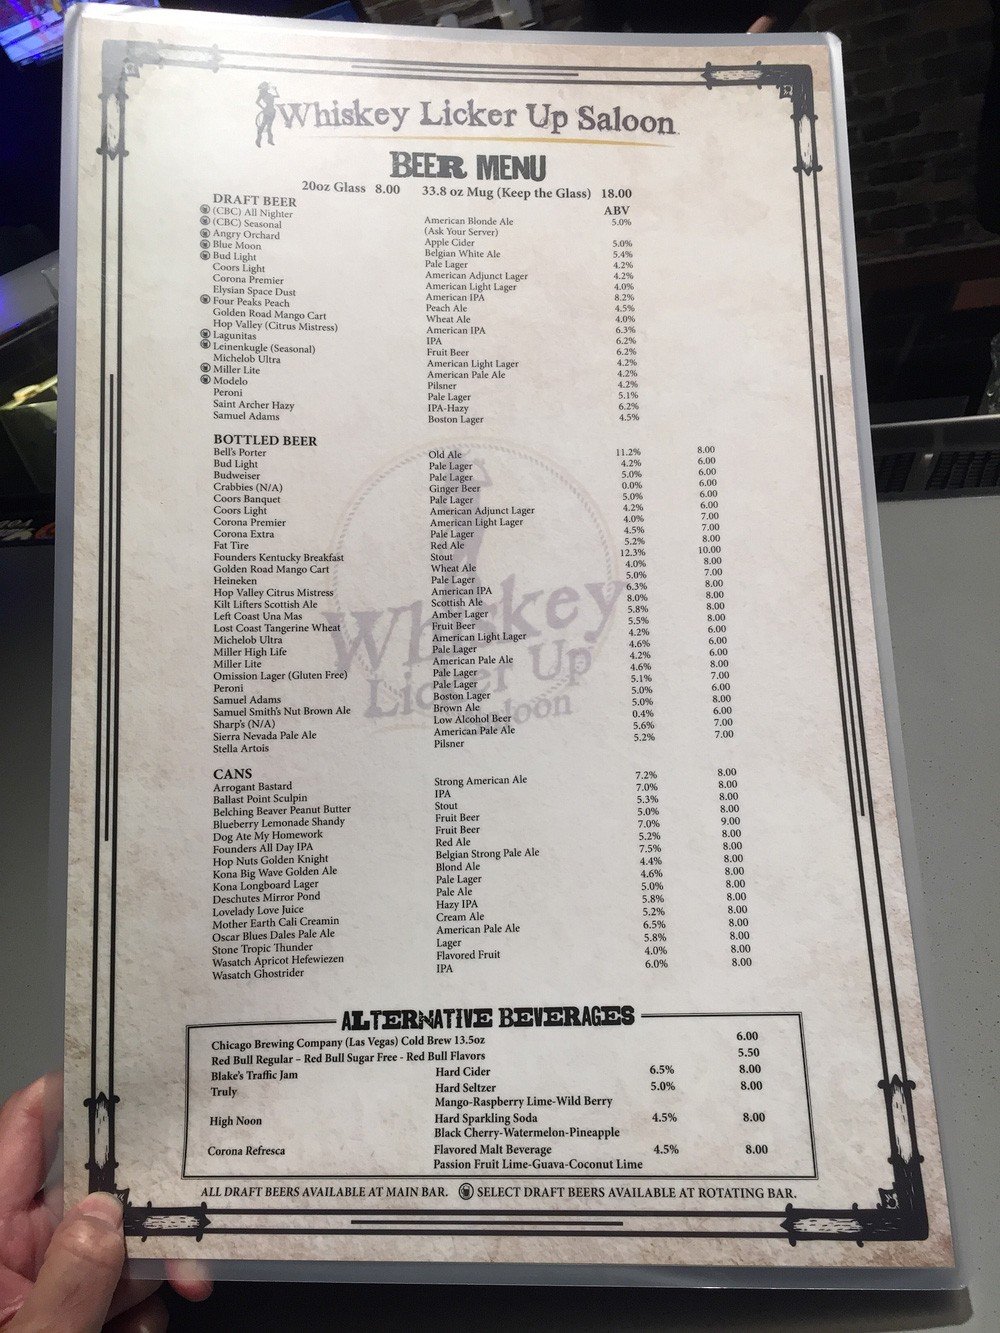 Whiskey Licker Up Saloon
BEER MENU
20oz Glass 8.00 33.8 oz Mug (Keep the Glass) 18.00
DRAFT BEER ABV
(CBC) All Nighter American Blonde Ale 5.0%
(CBC) Seasonal (Ask Your Server)
Angry Orchard Apple Cider 5.0%
Blue Moon Belgian White Ale 5.4%
Bud Light Pale Lager 4.2%
Coors Light American Adjunct Lager 4.2%
Corona Premier American Light Lager 4.0%
Elysian Space Dust American IPA 8.2%
Four Peaks Peach Peach Ale 4.5%
Golden Road Mango Cart Wheat Ale 4.0%
Hop Valley (Citrus Mistress) American IPA 6.3%
Lagunitas IPA 6.2%
Leinenkugle (Seasonal) Fruit Beer 6.2%
Michelob Ultra American Light Lager 4.2%
Miller Lite American Pale Ale 4.2%
Modelo Pilsner 4.2%
Peroni Pale Lager 5.1%
Saint Archer Hazy IPA-Hazy 6.2%
Samuel Adams Boston Lager 4.5%
BOTTLED BEER
Bell's Porter Old Ale 11.2% 8.00
Bud Light Pale Lager 4.2% 6.00
Budweiser Pale Lager 5.0% 6.00
Crabbies (N/A) Ginger Beer 0.0% 6.00
Coors Banquet Pale Lager 5.0% 6.00
Coors Light American Adjunct Lager 4.2% 6.00
Corona Premier American Light Lager 4.0% 7.00
Corona Extra Pale Lager 4.5% 7.00
Fat Tire Red Ale 5.2% 8.00
Founders Kentucky Breakfast Stout 12.3% 10.00
Golden Road Mango Cart Wheat Ale 4.0% 8.00
Heineken Pale Lager 5.0% 7.00
Hop Valley Citrus Mistress American IPA 6.3% 8.00
Kilt Lifters Scottish Ale Scottish Ale 8.0% 8.00
Left Coast Una Mas Amber Lager 5.8% 8.00
Lost Coast Tangerine Wheat Fruit Beer 5.5% 8.00
Michelob Ultra American Light Lager 4.2% 6.00
Miller High Life Pale Lager 4.6% 6.00
Miller Lite American Pale Ale 4.2% 6.00
Omission Lager (Gluten Free) Pale Lager 4.6% 8.00
Peroni Pale Lager 5.1% 7.00
Samuel Adams Boston Lager 5.0% 6.00
Samuel Smith's Nut Brown Ale Brown Ale 5.0% 8.00
Sharp's (N/A) Low Alcohol Beer 0.4% 6.00
Sierra Nevada Pale Ale American Pale Ale 5.6% 7.00
Stella Artois Pilsner 5.2% 7.00
Whiskey
Licker Up
Saloon
CANS
Arrogant Bastard Strong American Ale 7.2% 8.00
Ballast Point Sculpin IPA 7.0% 8.00
Belching Beaver Peanut Butter Stout 5.3% 8.00
Blueberry Lemonade Shandy Fruit Beer 5.0% 8.00
Dog Ate My Homework Fruit Beer 7.0% 9.00
Founders All Day IPA Red Ale 5.2% 8.00
Hop Nuts Golden Knight Belgian Strong Pale Ale 7.5% 8.00
Kona Big Wave Golden Ale Blond Ale 4.4% 8.00
Kona Longboard Lager Pale Lager 4.6% 8.00
Deschutes Mirror Pond Pale Ale 5.0% 8.00
Lovelady Love Juice Hazy IPA 5.8% 8.00
Mother Earth Cali Creamin Cream Ale 5.2% 8.00
Oscar Blues Dales Pale Ale American Pale Ale 6.5% 8.00
Stone Tropic Thunder Lager 5.8% 8.00
Wasatch Apricot Hefewiezen Flavored Fruit 4.0% 8.00
Wasatch Ghostrider IPA 6.0% 8.00
ALTERNATIVE BEVERAGES
Chicago Brewing Company (Las Vegas) Cold Brew 13.5oz 6.00
Red Bull Regular – Red Bull Sugar Free - Red Bull Flavors 5.50
Blake's Traffic Jam Hard Cider 6.5% 8.00
Truly Hard Seltzer 5.0% 8.00
Mango-Raspberry Lime-Wild Berry
High Noon Hard Sparkling Soda 4.5% 8.00
Black Cherry-Watermelon-Pineapple
Corona Refresca Flavored Malt Beverage 4.5% 8.00
Passion Fruit Lime-Guava-Coconut Lime
ALL DRAFT BEERS AVAILABLE AT MAIN BAR. SELECT DRAFT BEERS AVAILABLE AT ROTATING BAR.